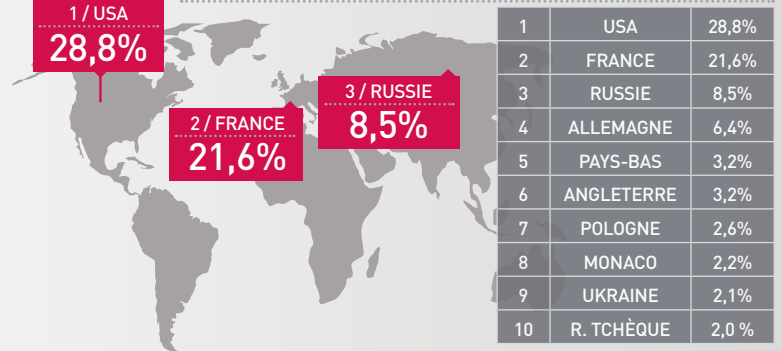 1 / USA
28,8%
2 / FRANCE
21,6%
3 / RUSSIE
8,5%
1 USA 28,8%
2 FRANCE 21,6%
3 RUSSIE 8,5%
4 ALLEMAGNE 6,4%
5 PAYS-BAS 3,2%
6 ANGLETERRE 3,2%
7 POLOGNE 2,6%
8 MONACO 2,2%
9 UKRAINE 2,1%
10 R. TCHÈQUE 2,0 %